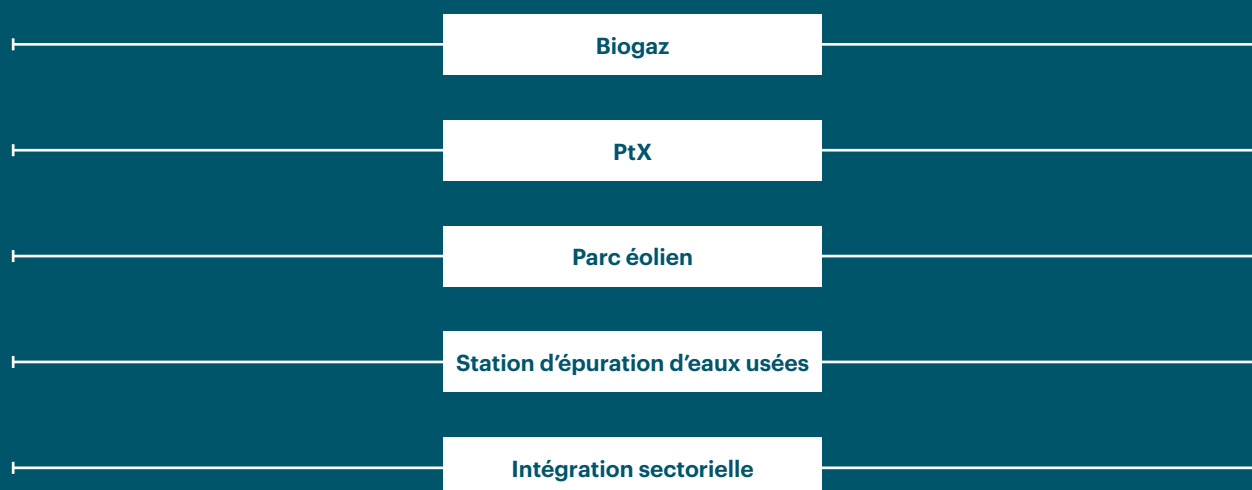 Biogaz
PtX
Parc éolien
Station d’épuration d’eaux usées
Intégration sectorielle